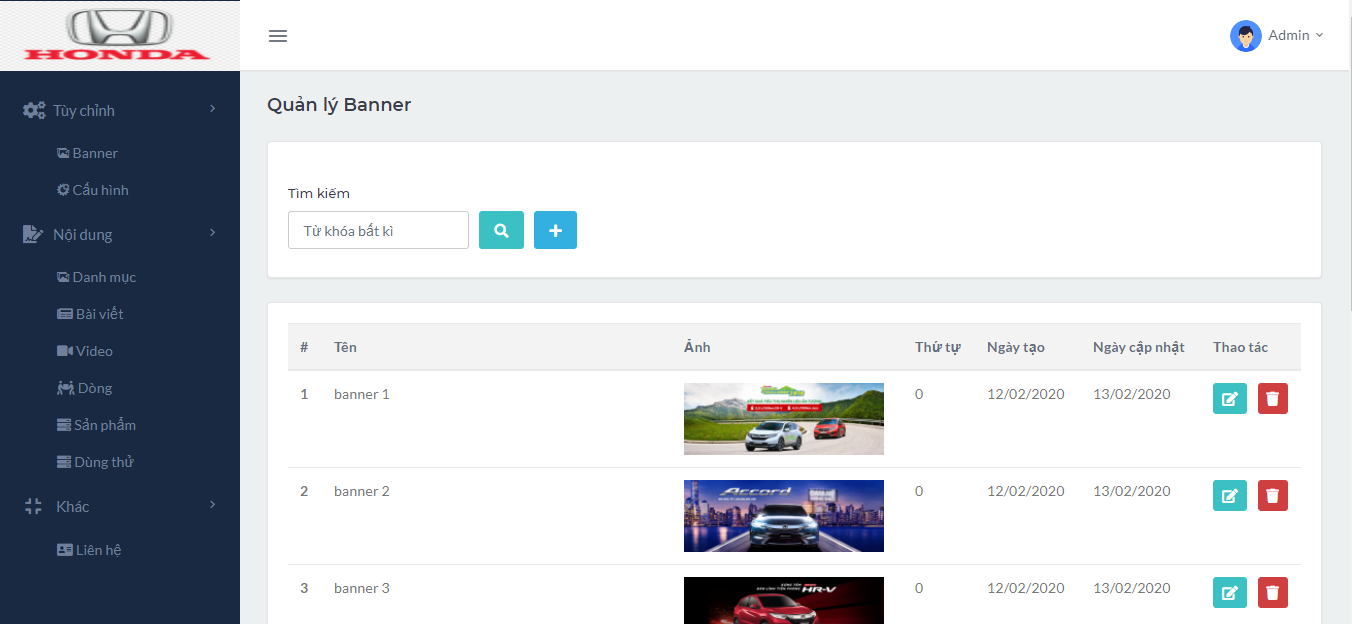 HONDA
Admin
Tùy chỉnh
Banner
Cấu hình
Nội dung
Danh mục
Bài viết
Video
Dòng
Sản phẩm
Dùng thử
Khác
Liên hệ
Quản lý Banner
Tìm kiếm
Từ khóa bất kì
# Tên Ảnh Thứ tự Ngày tạo Ngày cập nhật Thao tác
1 banner 1 0 12/02/2020 13/02/2020
2 banner 2 Accord 0 12/02/2020 13/02/2020
3 banner 3 HR-V 0 12/02/2020 13/02/2020